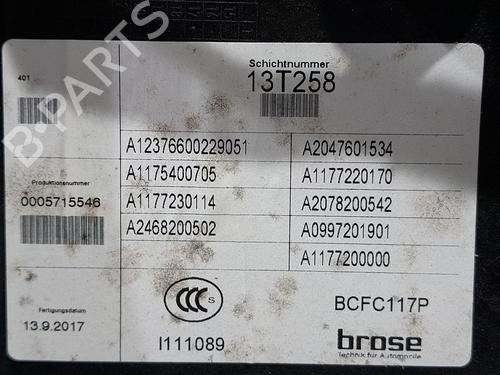 Schichtnummer
401
13T258
A12376600229051 A2047601534
A1175400705 A1177220170
Produktionsnummer
0005715546
A1177230114 A2078200542
A2468200502 A0997201901
A1177200000
CCC S
Fertigungsdatum
13.9.2017
I111089
BCFC117P
brose
Technik für Automobile
B-PARTS